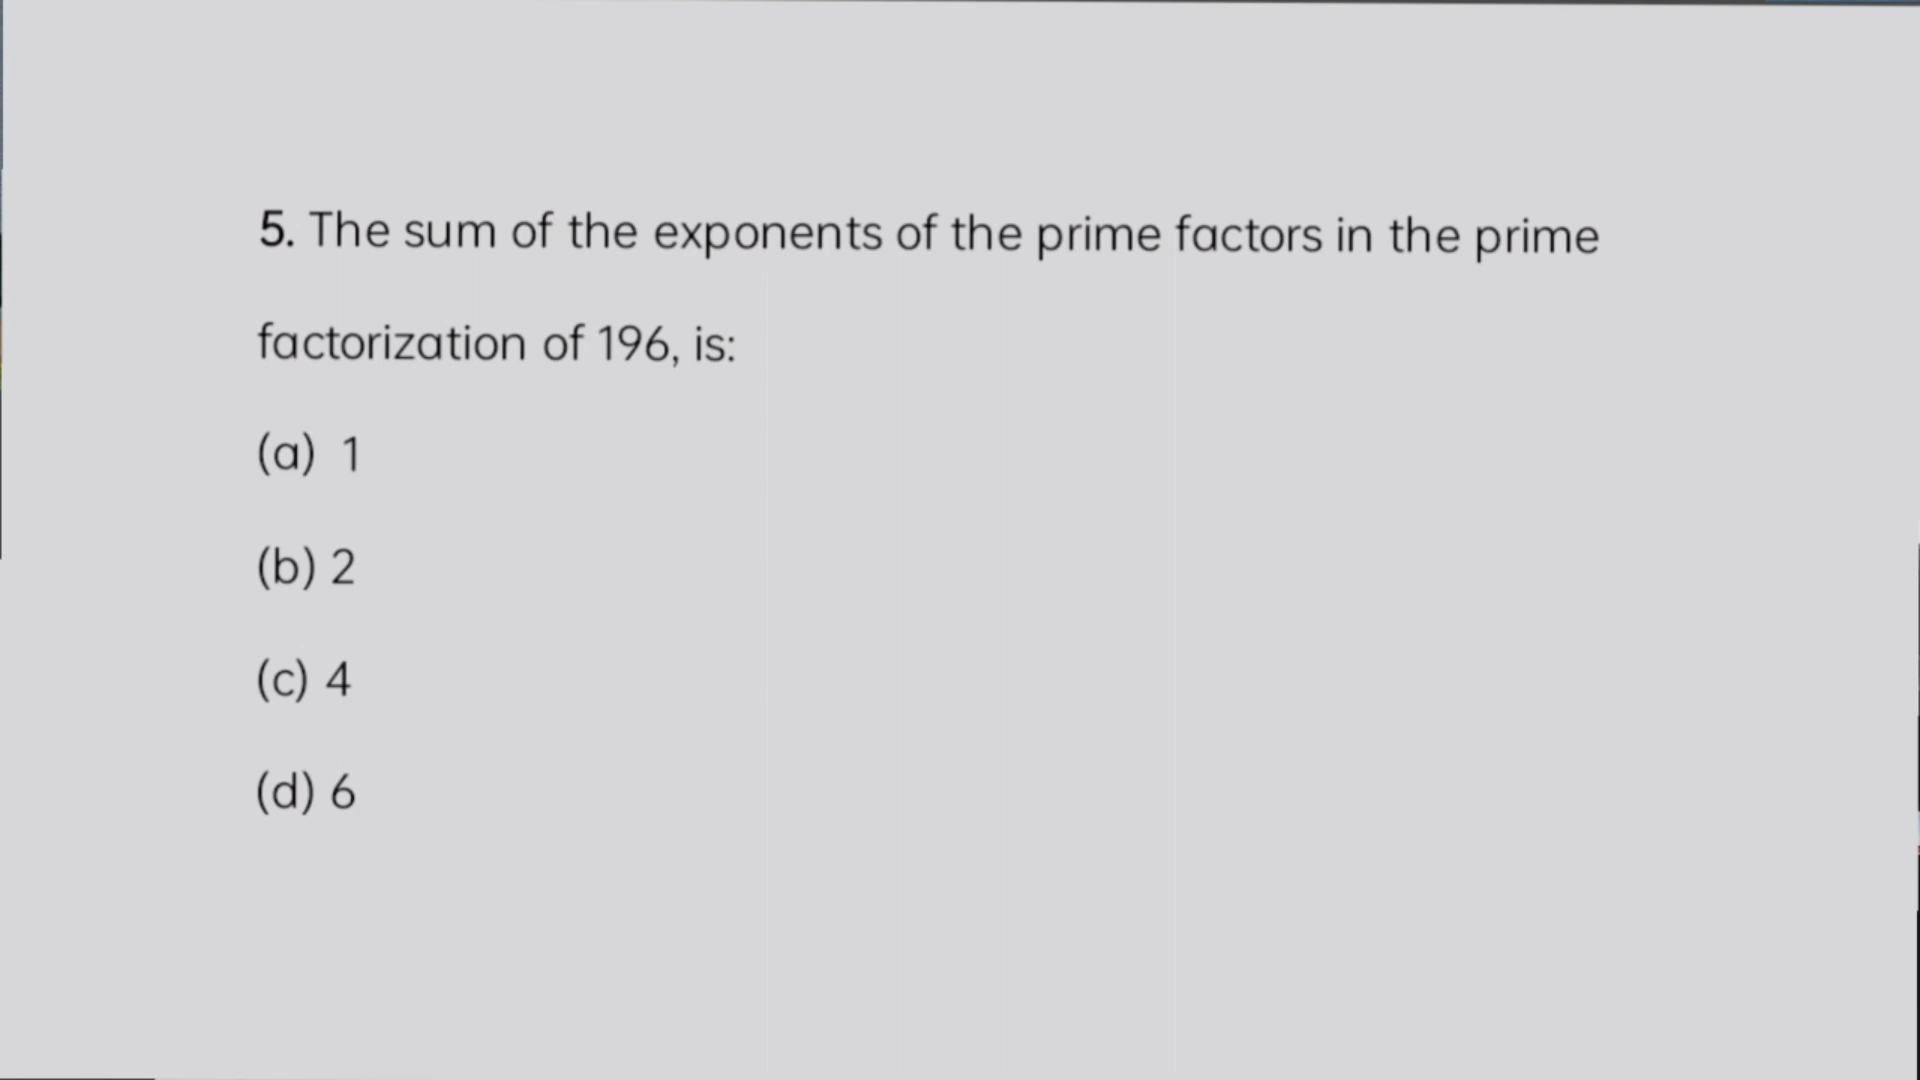 5. The sum of the exponents of the prime factors in the prime
factorization of 196, is:
(a) 1
(b) 2
(c) 4
(d) 6